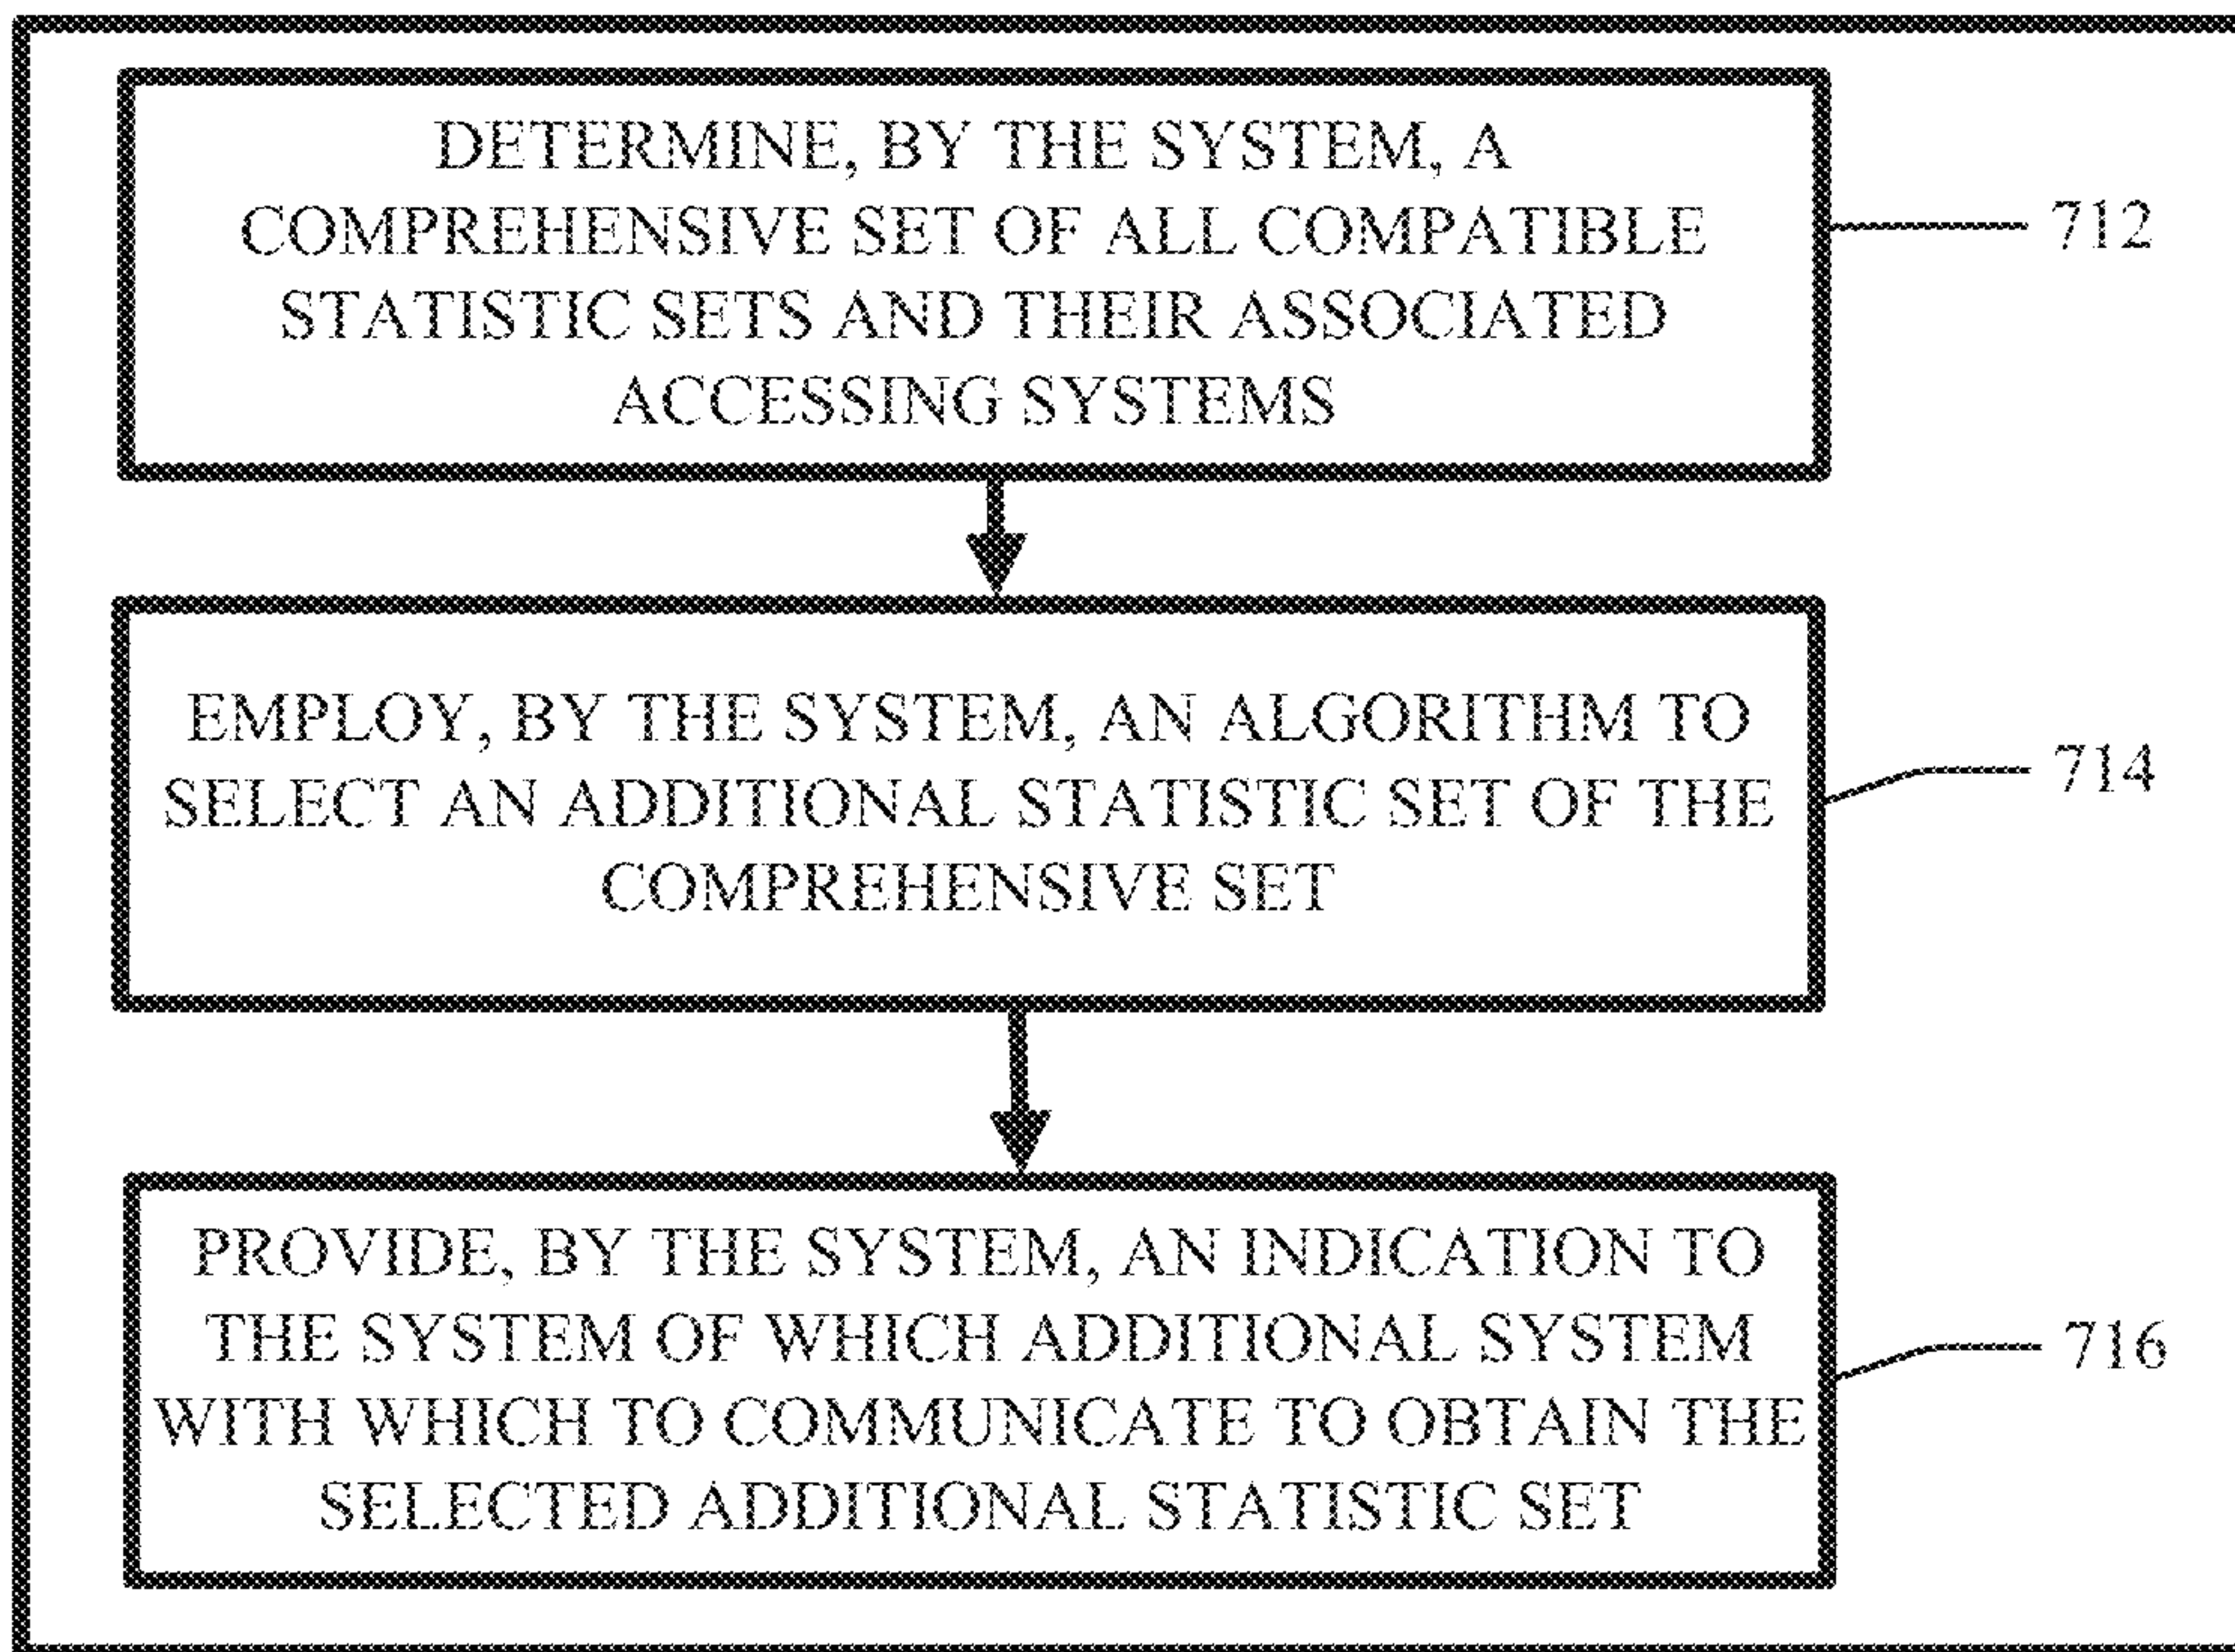 DETERMINE, BY THE SYSTEM, A
COMPREHENSIVE SET OF ALL COMPATIBLE
STATISTIC SETS AND THEIR ASSOCIATED
ACCESSING SYSTEMS
712
EMPLOY, BY THE SYSTEM, AN ALGORITHM TO
SELECT AN ADDITIONAL STATISTIC SET OF THE
COMPREHENSIVE SET
714
PROVIDE, BY THE SYSTEM, AN INDICATION TO
THE SYSTEM OF WHICH ADDITIONAL SYSTEM
WITH WHICH TO COMMUNICATE TO OBTAIN THE
SELECTED ADDITIONAL STATISTIC SET
716